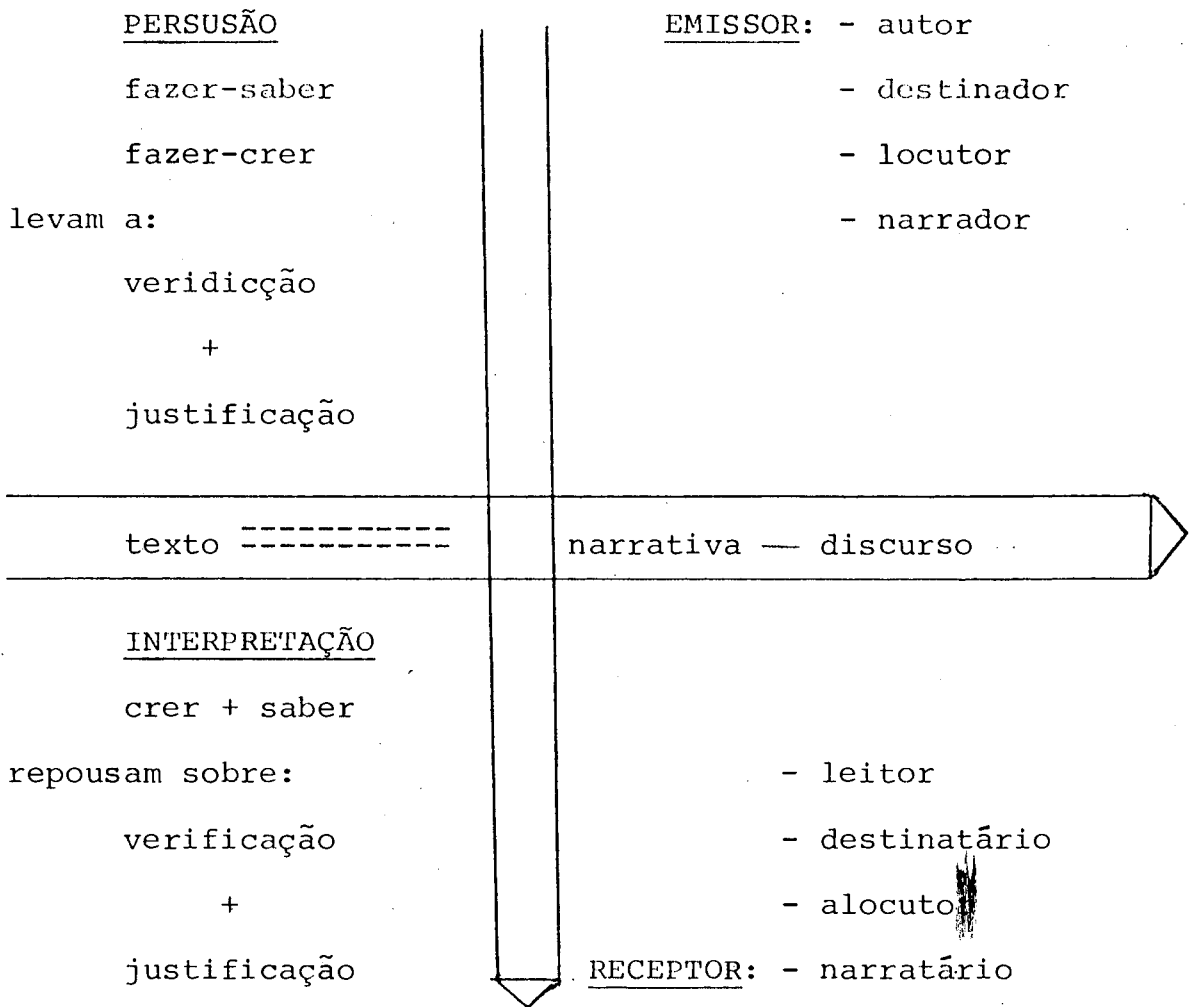 PERSUSÃO EMISSOR: - autor
fazer-saber - destinador
fazer-crer - locutor
levam a: - narrador
veridicção
+
justificação
texto narrativa — discurso
INTERPRETAÇÃO
crer + saber
repousam sobre: - leitor
verificação - destinatário
+ - alocuto
justificação RECEPTOR: - narratário